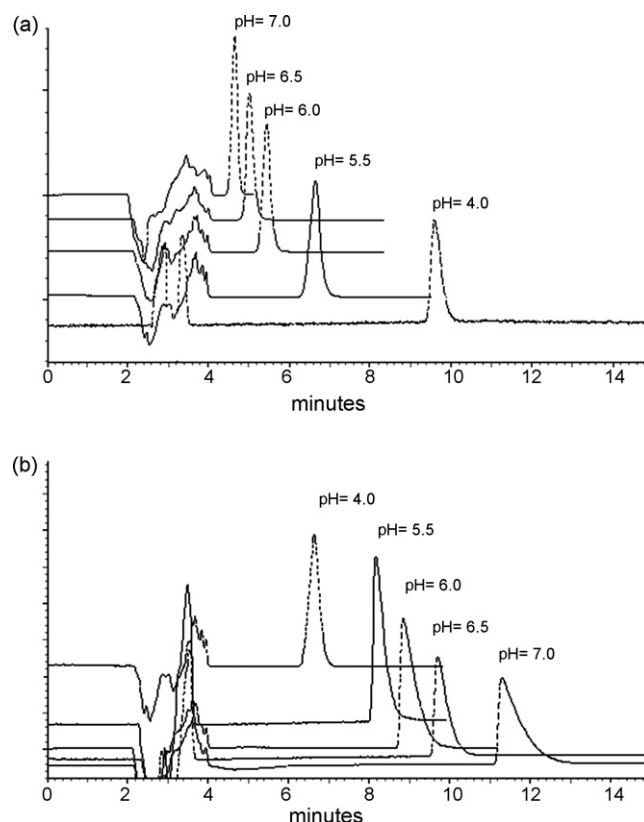 (a)
pH= 7.0
pH= 6.5
pH= 6.0
pH= 5.5
pH= 4.0
0 2 4 6 8 10 12 14
minutes
(b)
pH= 4.0
pH= 5.5
pH= 6.0
pH= 6.5
pH= 7.0
0 2 4 6 8 10 12 14
minutes